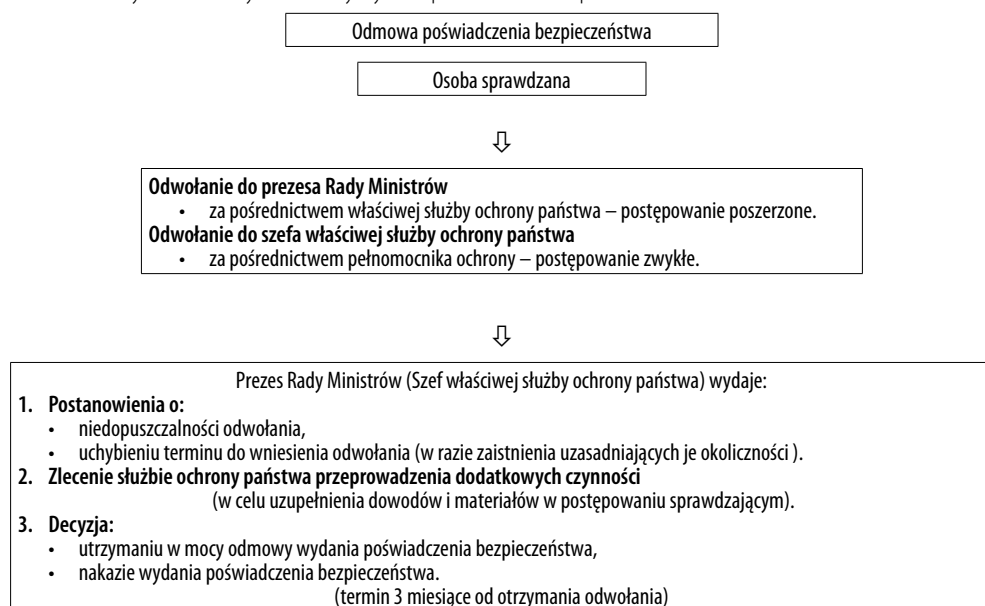 Odmowa poświadczenia bezpieczeństwa
Osoba sprawdzana
Odwołanie do prezesa Rady Ministrów
• za pośrednictwem właściwej służby ochrony państwa – postępowanie poszerzone.
Odwołanie do szefa właściwej służby ochrony państwa
• za pośrednictwem pełnomocnika ochrony – postępowanie zwykłe.
Prezes Rady Ministrów (Szef właściwej służby ochrony państwa) wydaje:
1. Postanowienia o:
• niedopuszczalności odwołania,
• uchybieniu terminu do wniesienia odwołania (w razie zaistnienia uzasadniających je okoliczności ).
2. Zlecenie służbie ochrony państwa przeprowadzenia dodatkowych czynności
(w celu uzupełnienia dowodów i materiałów w postępowaniu sprawdzającym).
3. Decyzja:
• utrzymaniu w mocy odmowy wydania poświadczenia bezpieczeństwa,
• nakazie wydania poświadczenia bezpieczeństwa.
(termin 3 miesiące od otrzymania odwołania)